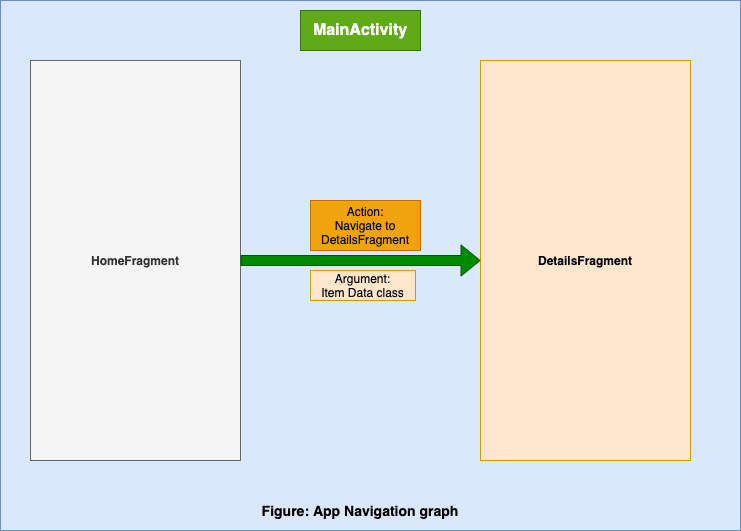 MainActivity
HomeFragment
Action:
Navigate to
DetailsFragment
Argument:
Item Data class
DetailsFragment
Figure: App Navigation graph